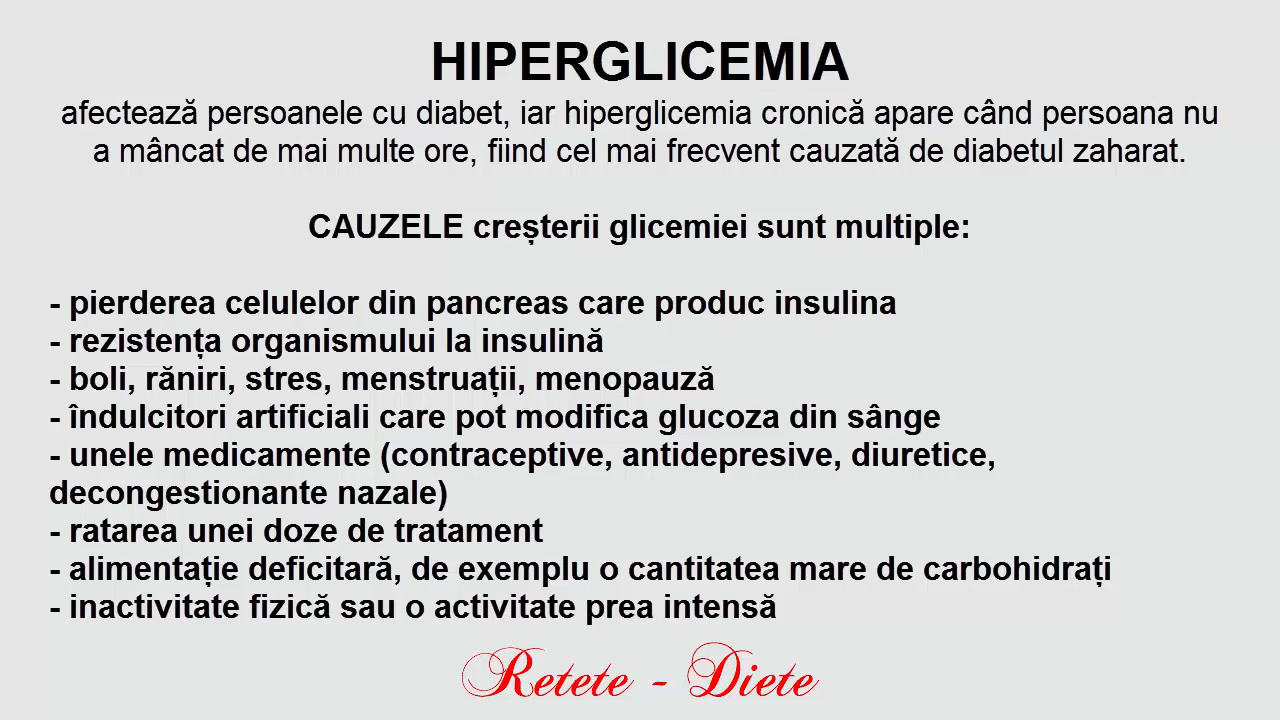 HIPERGLICEMIA
afectează persoanele cu diabet, iar hiperglicemia cronică apare când persoana nu
a mâncat de mai multe ore, fiind cel mai frecvent cauzată de diabetul zaharat.
CAUZELE creșterii glicemiei sunt multiple:
- pierderea celulelor din pancreas care produc insulina
- rezistența organismului la insulină
- boli, răniri, stres, menstruații, menopauză
- îndulcitori artificiali care pot modifica glucoza din sânge
- unele medicamente (contraceptive, antidepresive, diuretice,
decongestionante nazale)
- ratarea unei doze de tratament
- alimentație deficitară, de exemplu o cantitatea mare de carbohidrați
- inactivitate fizică sau o activitate prea intensă
Retete - Diete